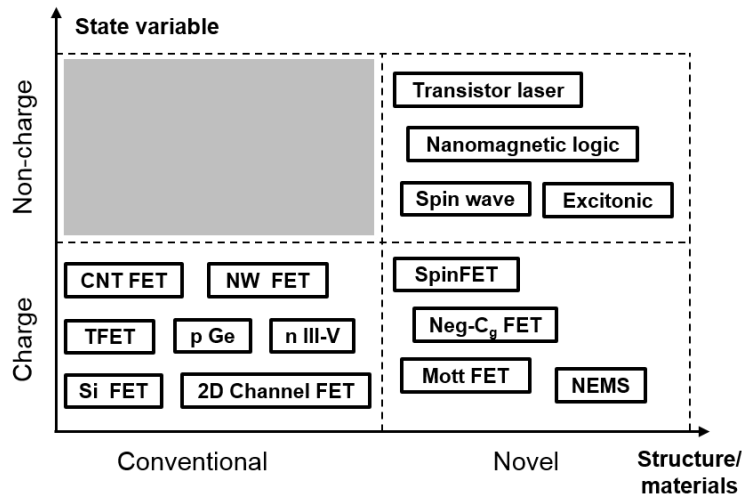 State variable
Non-charge
Transistor laser
Nanomagnetic logic
Spin wave
Excitonic
Charge
CNT FET
NW FET
SpinFET
Neg-Cg FET
TFET
p Ge
n III-V
Mott FET
NEMS
Si FET
2D Channel FET
Conventional
Novel
Structure/
materials